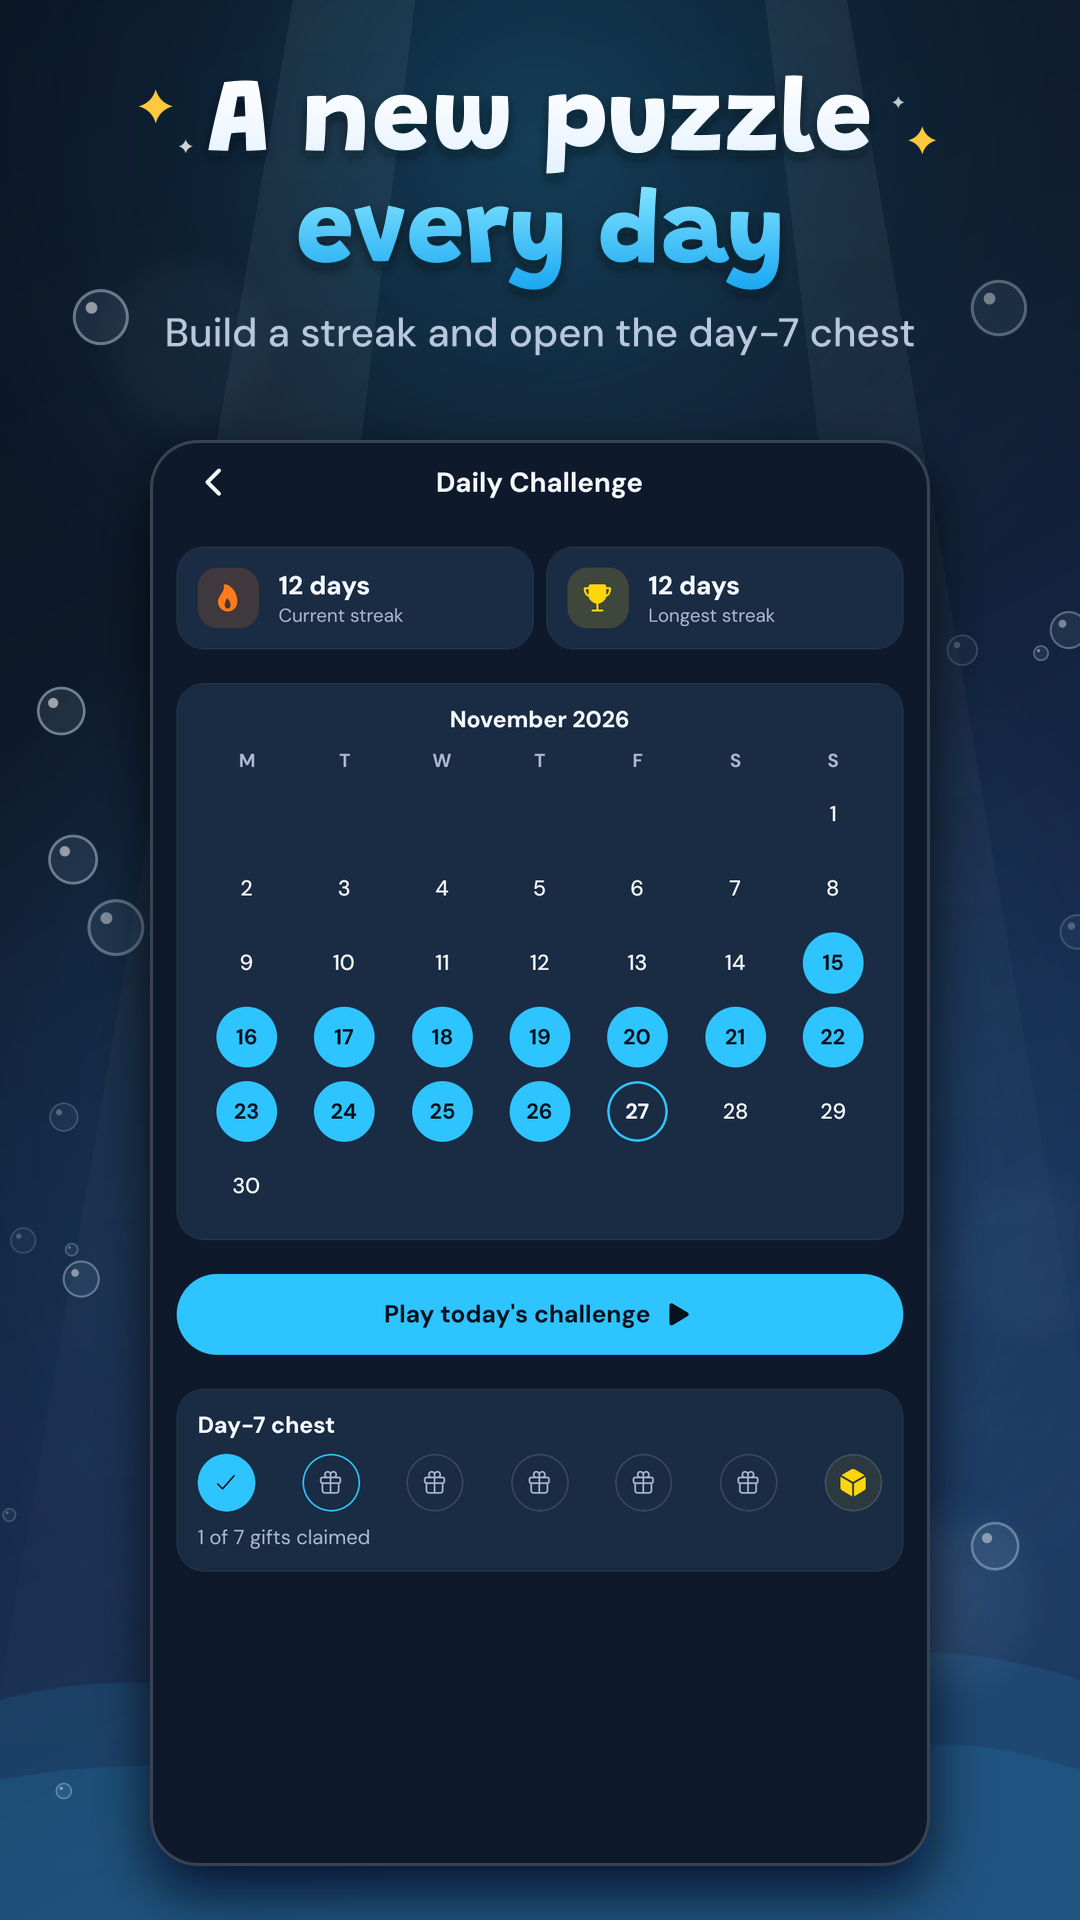 A new puzzle
every day
Build a streak and open the day-7 chest
Daily Challenge
12 days
Current streak
12 days
Longest streak
November 2026
M T W T F S S
1
2 3 4 5 6 7 8
9 10 11 12 13 14 15
16 17 18 19 20 21 22
23 24 25 26 27 28 29
30
Play today's challenge
Day-7 chest
1 of 7 gifts claimed